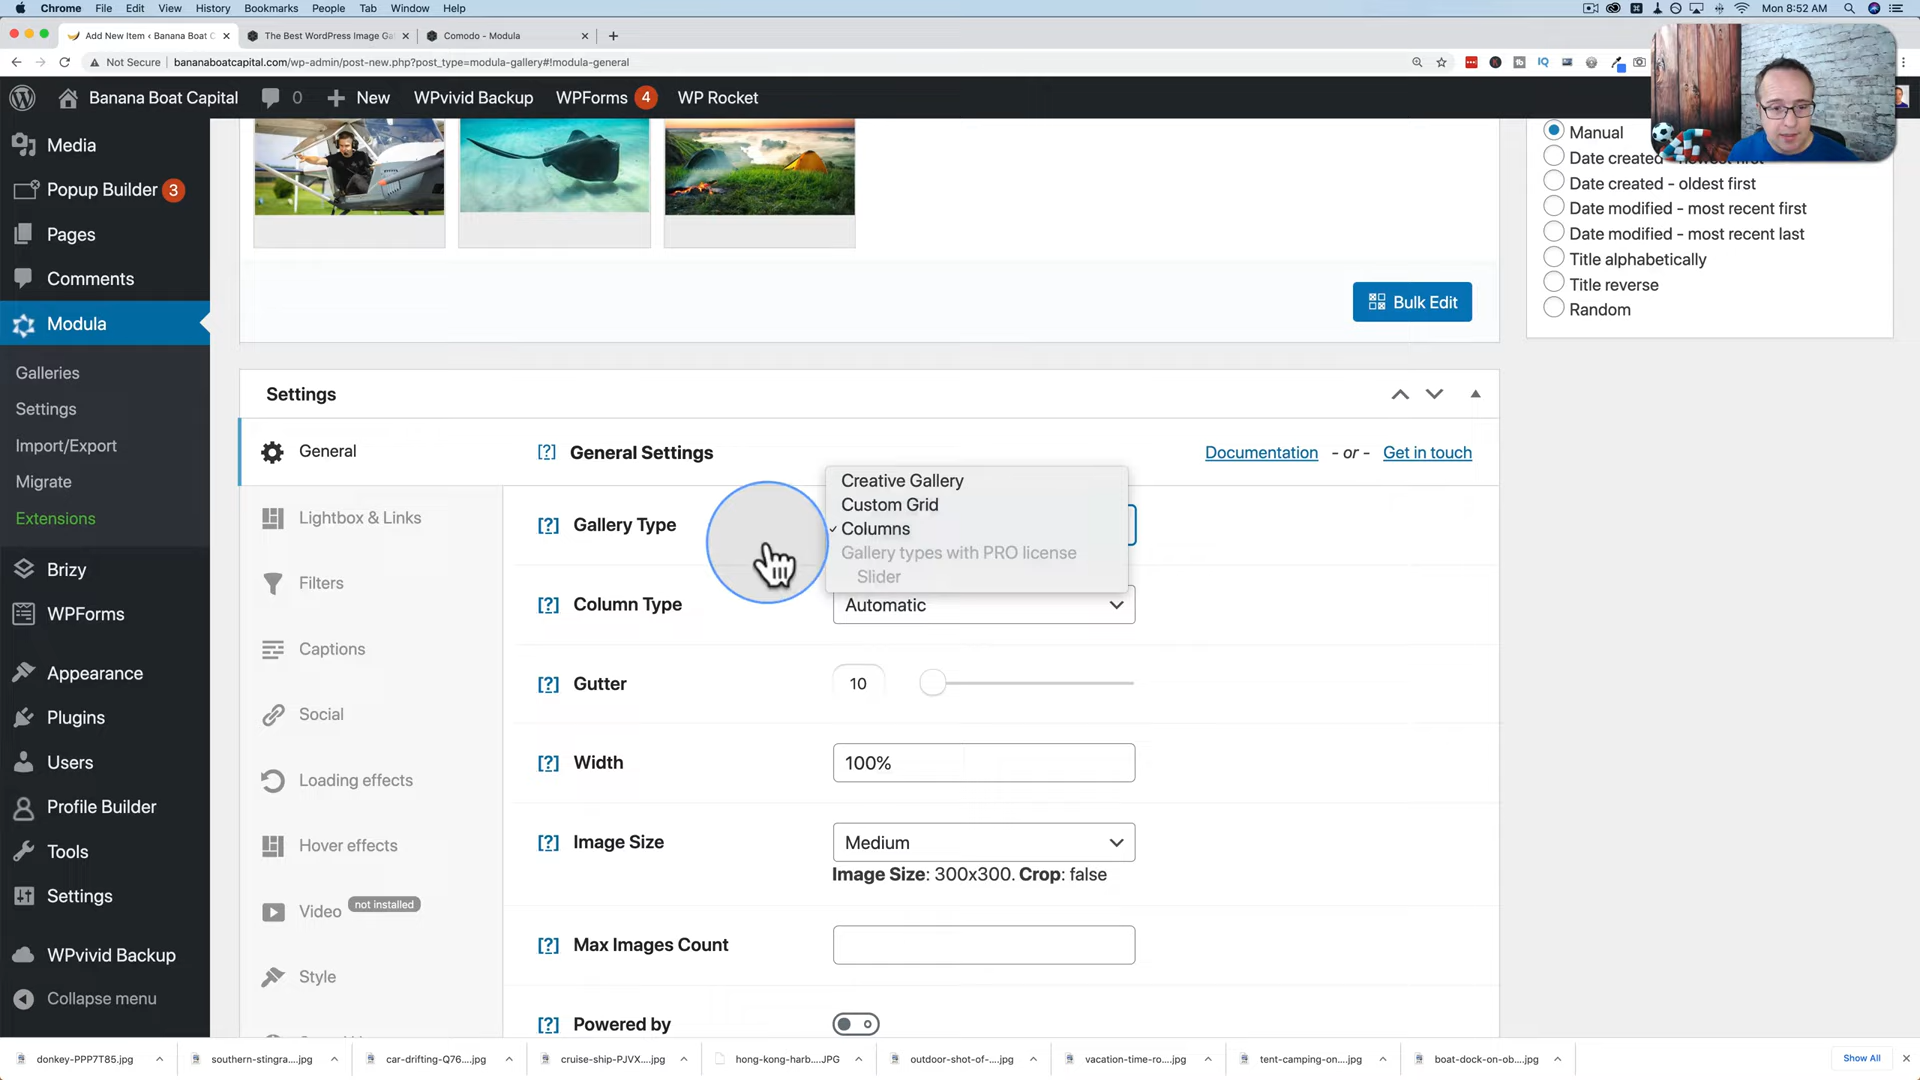 Chrome File Edit View History Bookmarks People Tab Window Help Mon 8:52 AM
Add New Item ‹ Banana Boat C The Best WordPress Image Ga Comodo - Modula
Not Secure bananaboatcapital.com/wp-admin/post-new.php?post_type=modula-gallery#!modula-general
Banana Boat Capital 0 New WPvivid Backup WPForms 4 WP Rocket
Media
Popup Builder 3
Pages
Comments
Modula
Galleries
Settings
Import/Export
Migrate
Extensions
Brizy
WPForms
Appearance
Plugins
Users
Profile Builder
Tools
Settings
WPvivid Backup
Collapse menu
Manual
Date created - newest first
Date created - oldest first
Date modified - most recent first
Date modified - most recent last
Title alphabetically
Title reverse
Random
Bulk Edit
Settings
General
Lightbox & Links
Filters
Captions
Social
Loading effects
Hover effects
Video not installed
Style
[?] General Settings Documentation - or - Get in touch
[?] Gallery Type
Creative Gallery
Custom Grid
✓ Columns
Gallery types with PRO license
Slider
[?] Column Type Automatic
[?] Gutter 10
[?] Width 100%
[?] Image Size Medium
Image Size: 300x300. Crop: false
[?] Max Images Count
[?] Powered by
donkey-PPP7T85.jpg southern-stingra....jpg car-drifting-Q76....jpg cruise-ship-PJVX....jpg hong-kong-harb....JPG outdoor-shot-of-....jpg vacation-time-ro....jpg tent-camping-on....jpg boat-dock-on-ob....jpg Show All